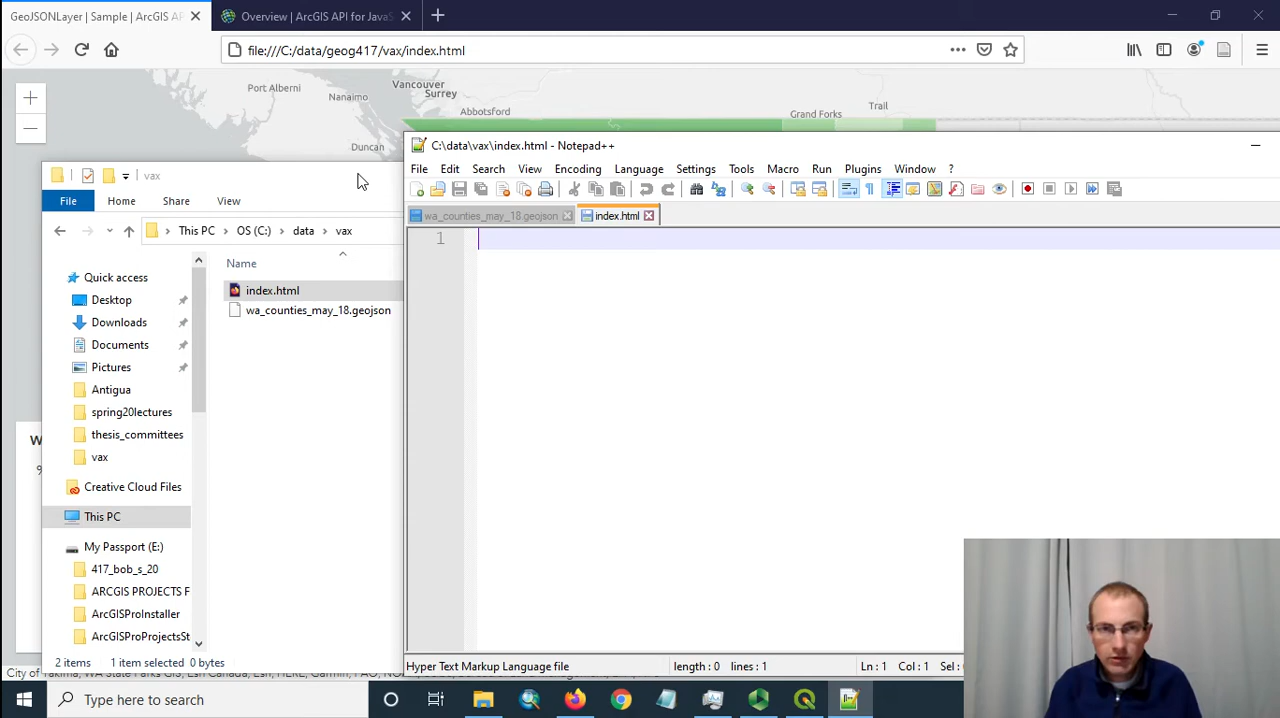 GeoJSONLayer | Sample | ArcGIS AP
Overview | ArcGIS API for JavaS
file:///C:/data/geog417/vax/index.html
Port Alberni
Nanaimo
Vancouver
Surrey
Abbotsford
Grand Forks
Trail
Duncan
C:\data\vax\index.html - Notepad++
File Edit Search View Encoding Language Settings Tools Macro Run Plugins Window ?
wa_counties_may_18.geojson
index.html
1
vax
File Home Share View
This PC > OS (C:) > data > vax
Name
index.html
wa_counties_may_18.geojson
Quick access
Desktop
Downloads
Documents
Pictures
Antigua
spring20lectures
thesis_committees
vax
Creative Cloud Files
This PC
My Passport (E:)
417_bob_s_20
ARCGIS PROJECTS F
ArcGISProInstaller
ArcGISProProjectsSt
2 items 1 item selected 0 bytes
Hyper Text Markup Language file
length : 0 lines : 1
Ln : 1 Col : 1 Sel :
W
%
Type here to search